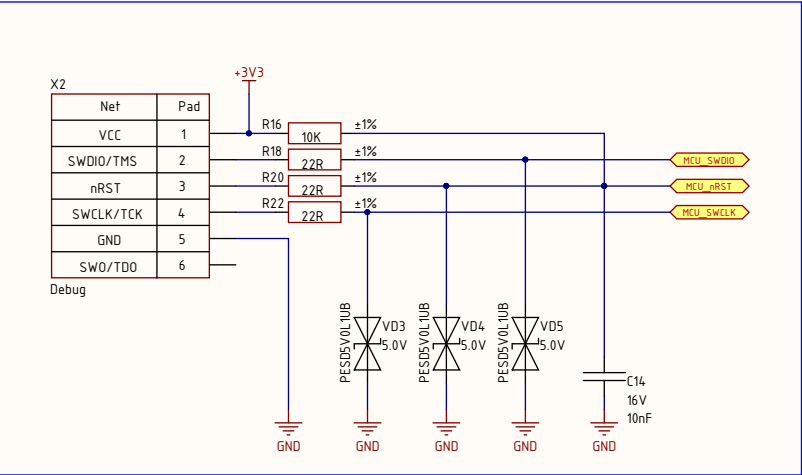 +3V3
X2
Net Pad
VCC 1
SWDIO/TMS 2
nRST 3
SWCLK/TCK 4
GND 5
SWO/TDO 6
Debug
R16 10K ±1%
R18 22R ±1%
R20 22R ±1%
R22 22R ±1%
MCU_SWDIO
MCU_nRST
MCU_SWCLK
PESD5V0L1UB
VD3
5.0V
PESD5V0L1UB
VD4
5.0V
PESD5V0L1UB
VD5
5.0V
C14
16V
10nF
GND
GND
GND
GND
GND